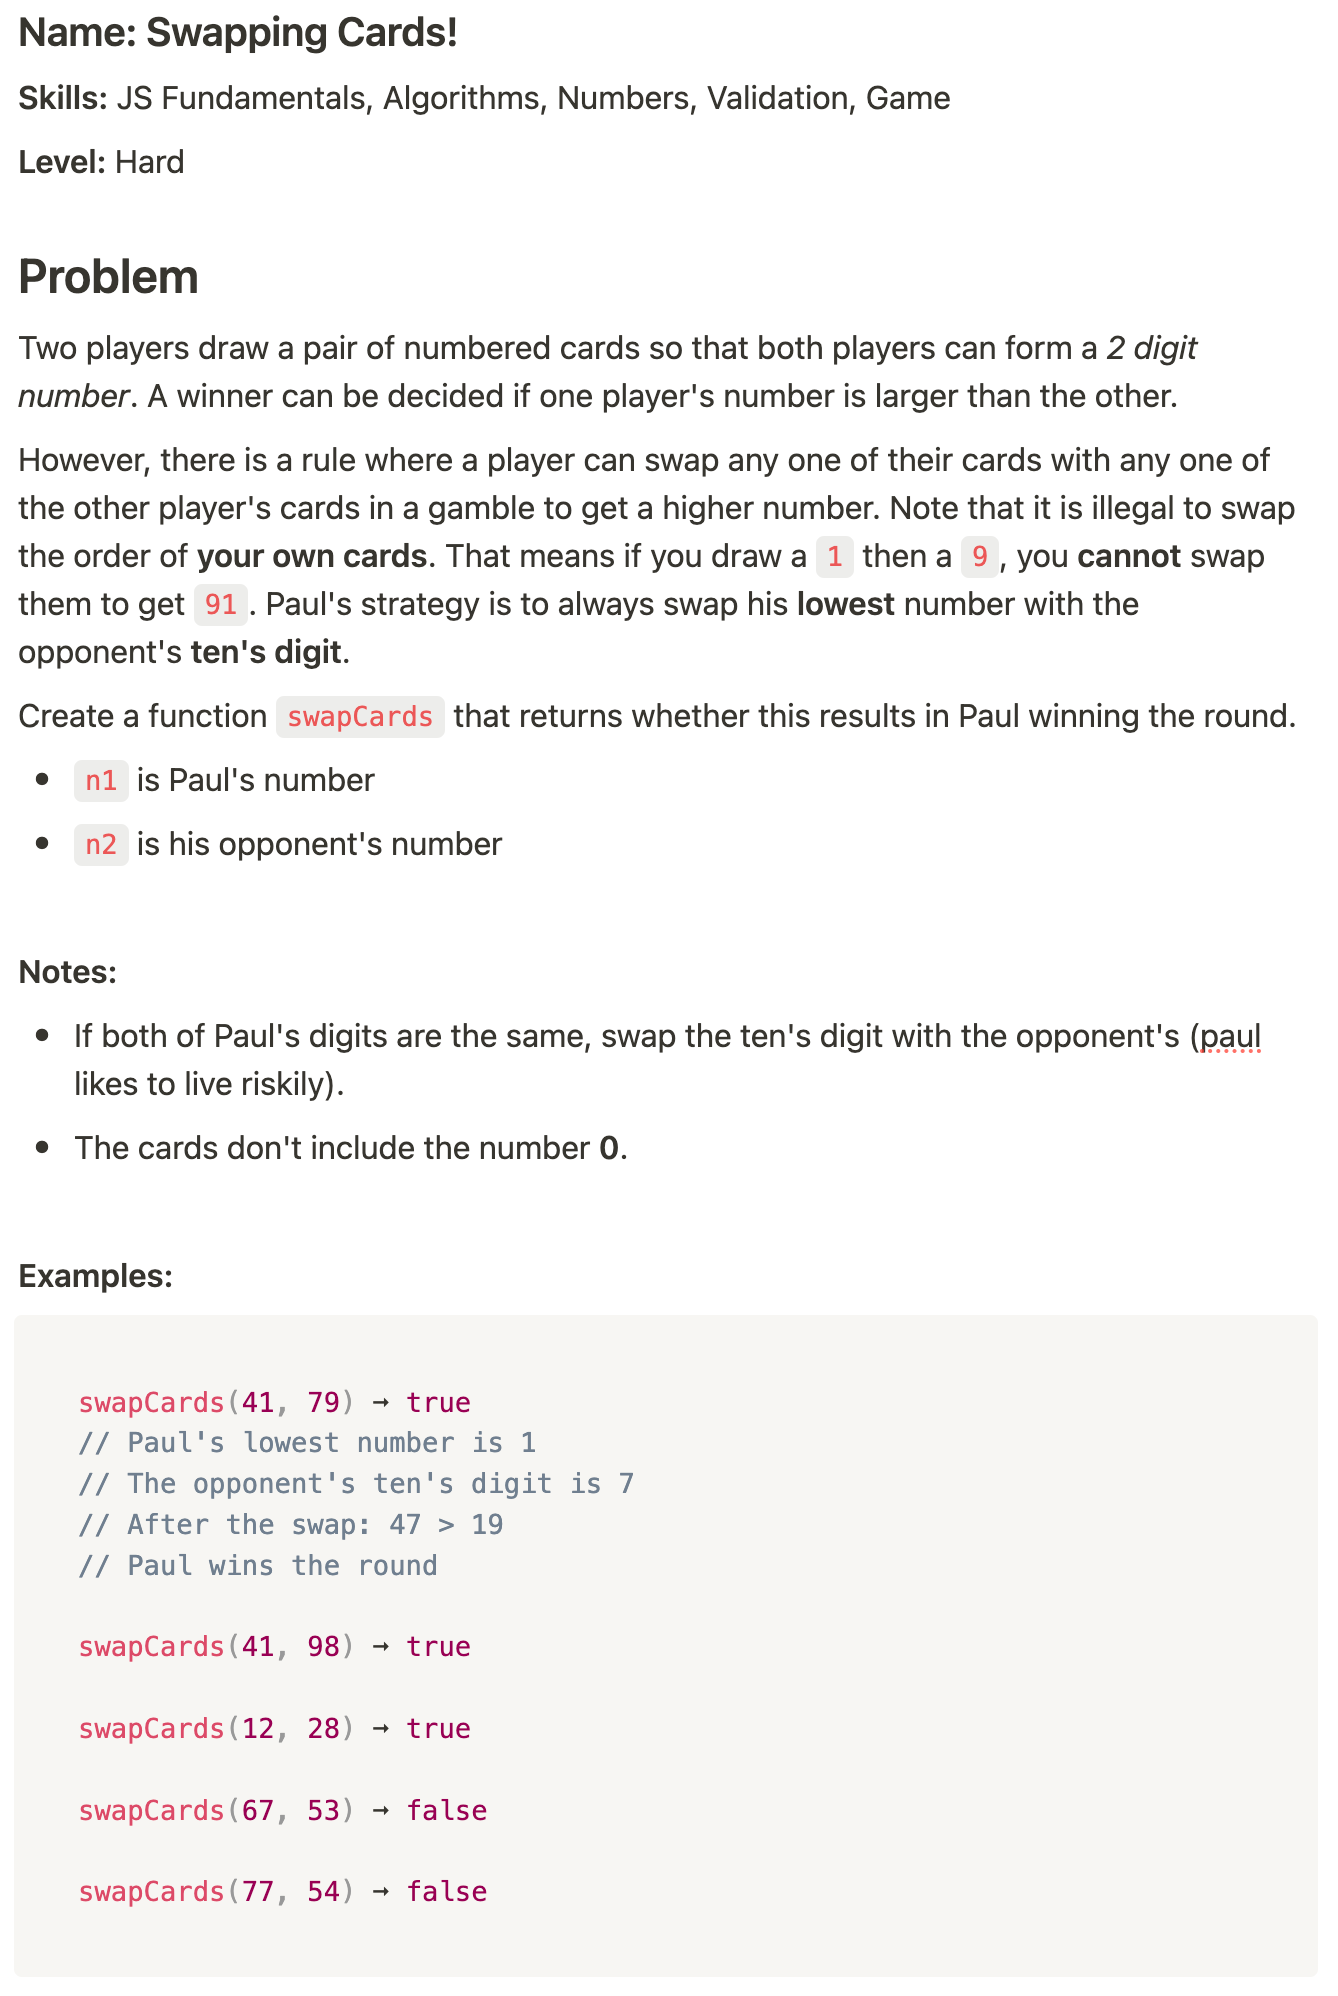 Name: Swapping Cards!
Skills: JS Fundamentals, Algorithms, Numbers, Validation, Game
Level: Hard
Problem
Two players draw a pair of numbered cards so that both players can form a 2 digit
number. A winner can be decided if one player's number is larger than the other.
However, there is a rule where a player can swap any one of their cards with any one of
the other player's cards in a gamble to get a higher number. Note that it is illegal to swap
the order of your own cards. That means if you draw a 1 then a 9, you cannot swap
them to get 91. Paul's strategy is to always swap his lowest number with the
opponent's ten's digit.
Create a function swapCards that returns whether this results in Paul winning the round.
• n1 is Paul's number
• n2 is his opponent's number
Notes:
• If both of Paul's digits are the same, swap the ten's digit with the opponent's (paul
likes to live riskily).
• The cards don't include the number 0.
Examples:
swapCards(41, 79) → true
// Paul's lowest number is 1
// The opponent's ten's digit is 7
// After the swap: 47 > 19
// Paul wins the round
swapCards(41, 98) → true
swapCards(12, 28) → true
swapCards(67, 53) → false
swapCards(77, 54) → false